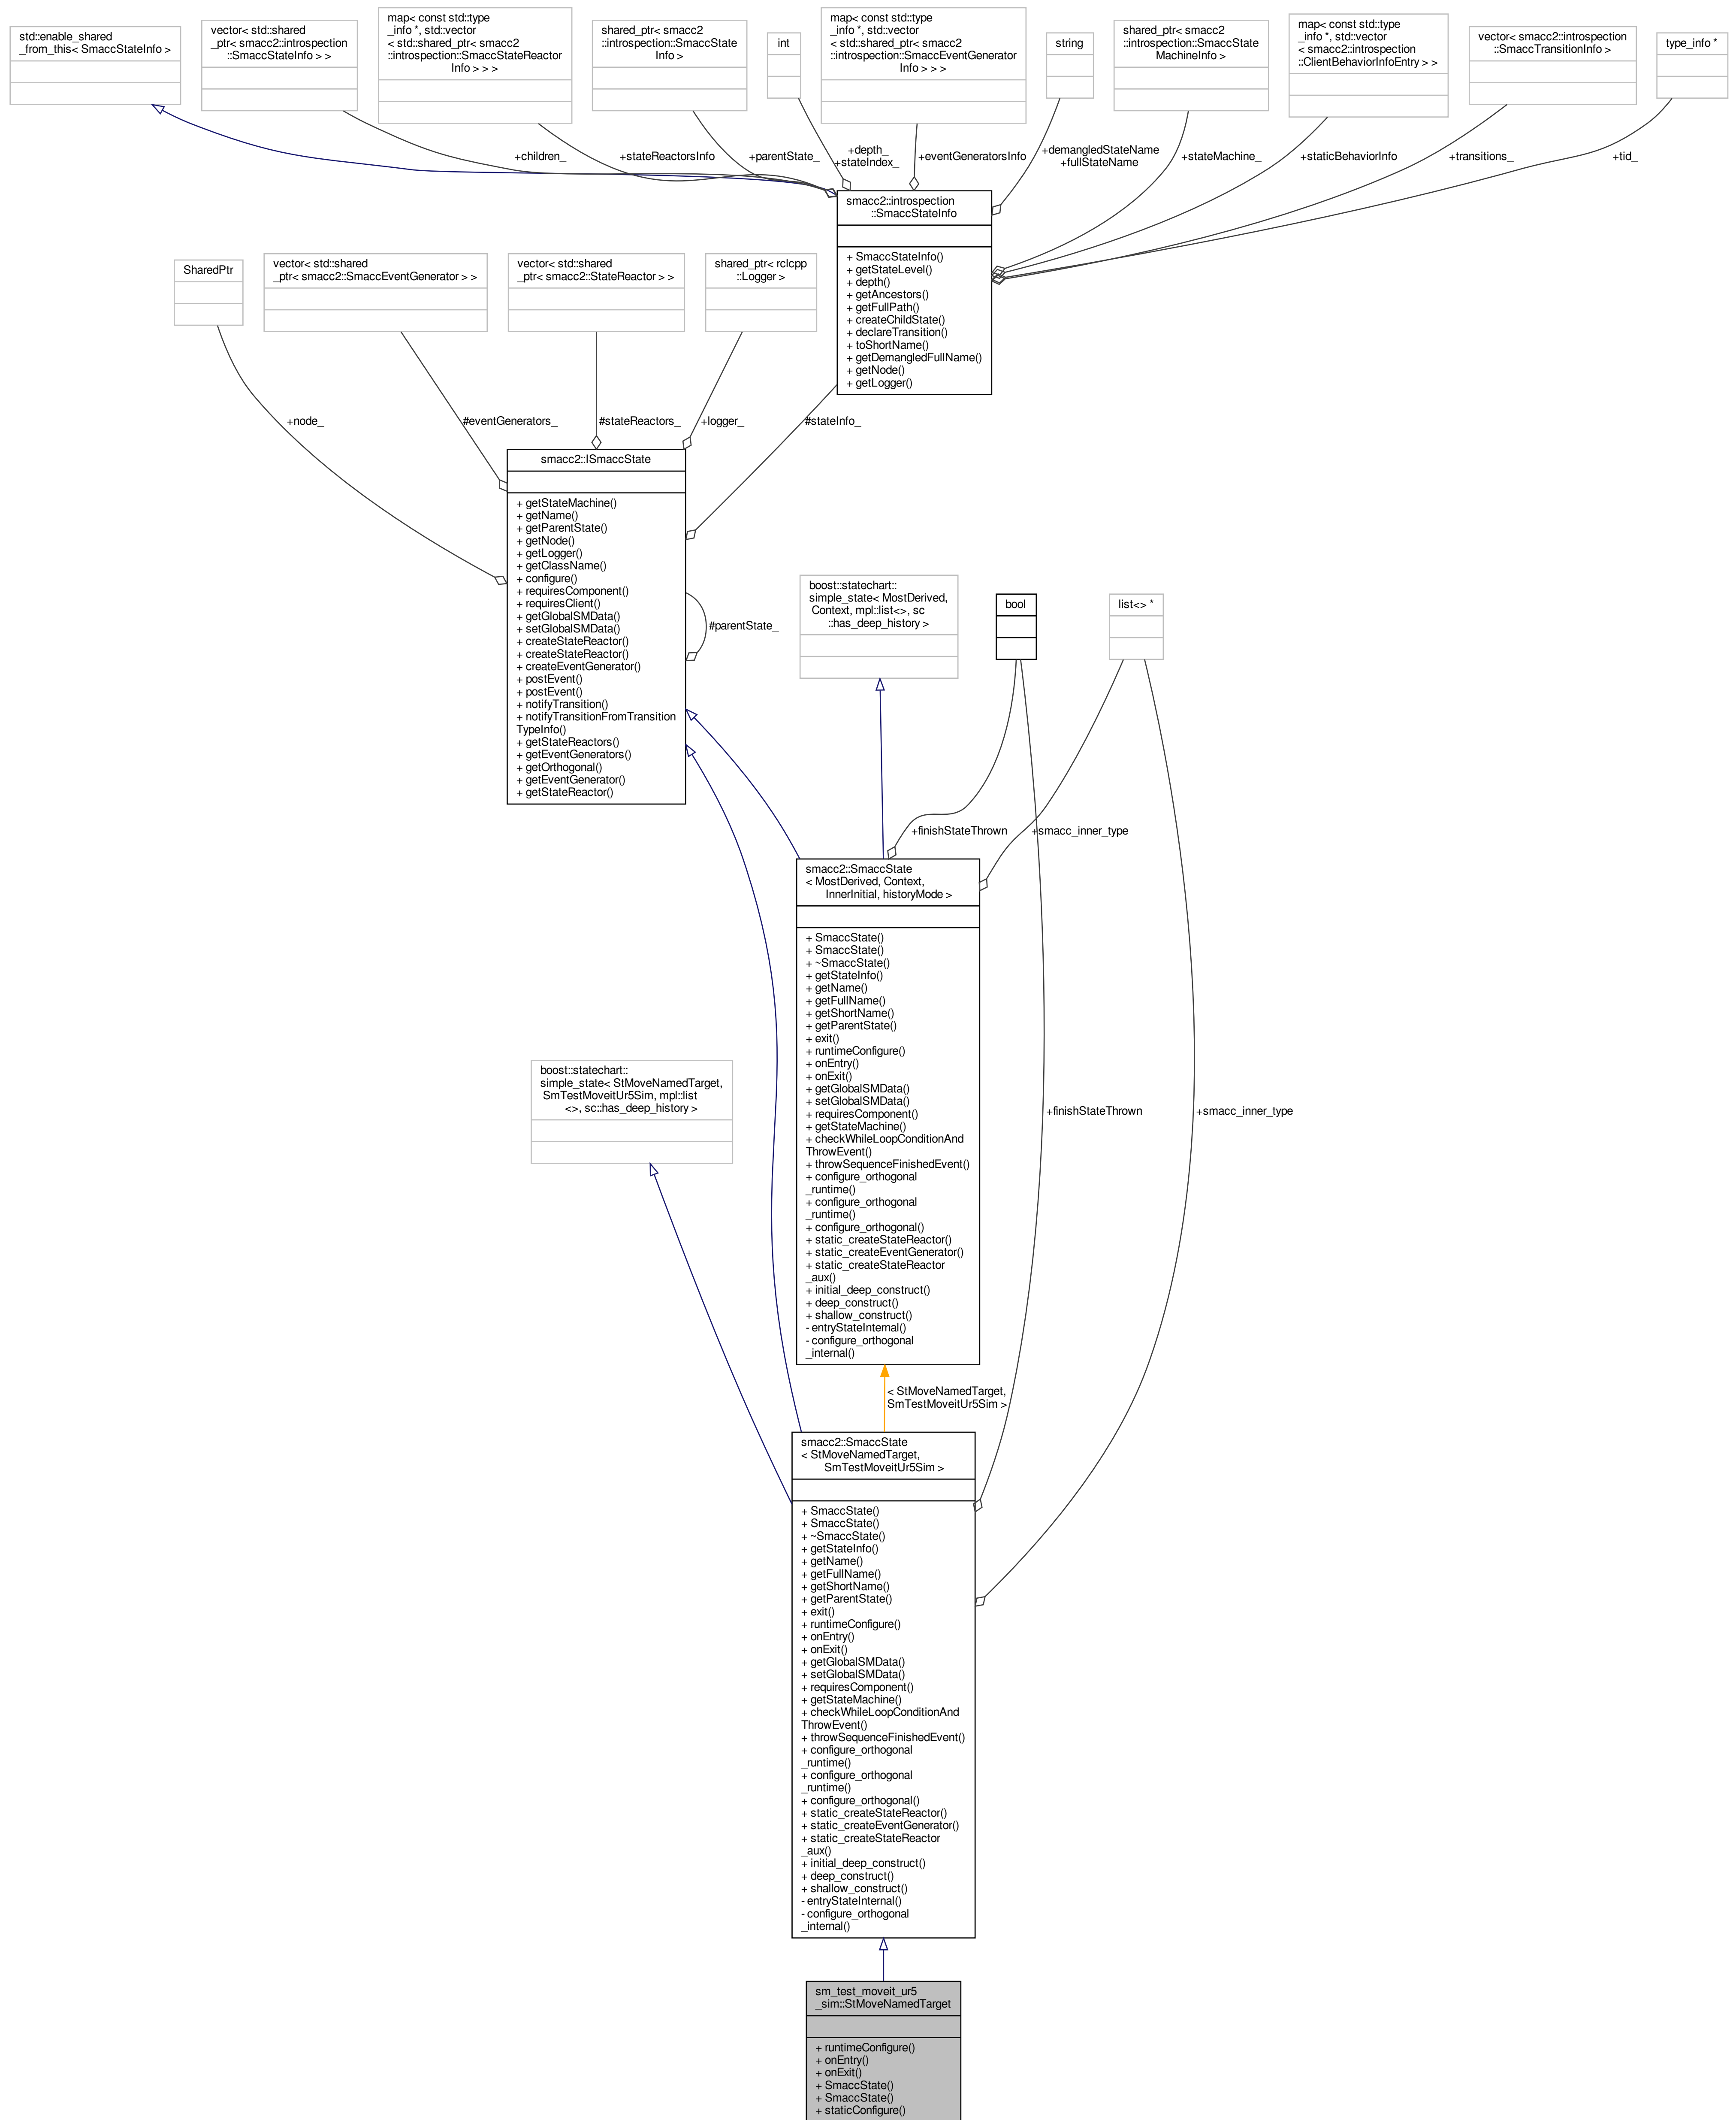 std::enable_shared
_from_this< SmaccStateInfo >
vector< std::shared
_ptr< smacc2::introspection
::SmaccStateInfo > >
map< const std::type
_info *, std::vector
< std::shared_ptr< smacc2
::introspection::SmaccStateReactor
Info > > >
shared_ptr< smacc2
::introspection::SmaccState
Info >
int
map< const std::type
_info *, std::vector
< std::shared_ptr< smacc2
::introspection::SmaccEventGenerator
Info > > >
string
shared_ptr< smacc2
::introspection::SmaccState
MachineInfo >
map< const std::type
_info *, std::vector
< smacc2::introspection
::ClientBehaviorInfoEntry > >
vector< smacc2::introspection
::SmaccTransitionInfo >
type_info *
+children_
+stateReactorsInfo
+parentState_
+depth_
+stateIndex_
+eventGeneratorsInfo
+demangledStateName
+fullStateName
+stateMachine_
+staticBehaviorInfo
+transitions_
+tid_
smacc2::introspection
::SmaccStateInfo
+ SmaccStateInfo()
+ getStateLevel()
+ depth()
+ getAncestors()
+ getFullPath()
+ createChildState()
+ declareTransition()
+ toShortName()
+ getDemangledFullName()
+ getNode()
+ getLogger()
SharedPtr
vector< std::shared
_ptr< smacc2::SmaccEventGenerator > >
vector< std::shared
_ptr< smacc2::StateReactor > >
shared_ptr< rclcpp
::Logger >
+node_
#eventGenerators_
#stateReactors_
+logger_
#stateInfo_
smacc2::ISmaccState
+ getStateMachine()
+ getName()
+ getParentState()
+ getNode()
+ getLogger()
+ getClassName()
+ configure()
+ requiresComponent()
+ requiresClient()
+ getGlobalSMData()
+ setGlobalSMData()
+ createStateReactor()
+ createStateReactor()
+ createEventGenerator()
+ postEvent()
+ postEvent()
+ notifyTransition()
+ notifyTransitionFromTransition
TypeInfo()
+ getStateReactors()
+ getEventGenerators()
+ getOrthogonal()
+ getEventGenerator()
+ getStateReactor()
#parentState_
boost::statechart::
simple_state< MostDerived,
Context, mpl::list<>, sc
::has_deep_history >
bool
list<> *
+finishStateThrown
+smacc_inner_type
smacc2::SmaccState
< MostDerived, Context,
InnerInitial, historyMode >
+ SmaccState()
+ SmaccState()
+ ~SmaccState()
+ getStateInfo()
+ getName()
+ getFullName()
+ getShortName()
+ getParentState()
+ exit()
+ runtimeConfigure()
+ onEntry()
+ onExit()
+ getGlobalSMData()
+ setGlobalSMData()
+ requiresComponent()
+ getStateMachine()
+ checkWhileLoopConditionAnd
ThrowEvent()
+ throwSequenceFinishedEvent()
+ configure_orthogonal
_runtime()
+ configure_orthogonal
_runtime()
+ configure_orthogonal()
+ static_createStateReactor()
+ static_createEventGenerator()
+ static_createStateReactor
_aux()
+ initial_deep_construct()
+ deep_construct()
+ shallow_construct()
- entryStateInternal()
- configure_orthogonal
_internal()
boost::statechart::
simple_state< StMoveNamedTarget,
SmTestMoveitUr5Sim, mpl::list
<>, sc::has_deep_history >
+finishStateThrown
+smacc_inner_type
< StMoveNamedTarget,
SmTestMoveitUr5Sim >
smacc2::SmaccState
< StMoveNamedTarget,
SmTestMoveitUr5Sim >
+ SmaccState()
+ SmaccState()
+ ~SmaccState()
+ getStateInfo()
+ getName()
+ getFullName()
+ getShortName()
+ getParentState()
+ exit()
+ runtimeConfigure()
+ onEntry()
+ onExit()
+ getGlobalSMData()
+ setGlobalSMData()
+ requiresComponent()
+ getStateMachine()
+ checkWhileLoopConditionAnd
ThrowEvent()
+ throwSequenceFinishedEvent()
+ configure_orthogonal
_runtime()
+ configure_orthogonal
_runtime()
+ configure_orthogonal()
+ static_createStateReactor()
+ static_createEventGenerator()
+ static_createStateReactor
_aux()
+ initial_deep_construct()
+ deep_construct()
+ shallow_construct()
- entryStateInternal()
- configure_orthogonal
_internal()
sm_test_moveit_ur5
_sim::StMoveNamedTarget
+ runtimeConfigure()
+ onEntry()
+ onExit()
+ SmaccState()
+ SmaccState()
+ staticConfigure()